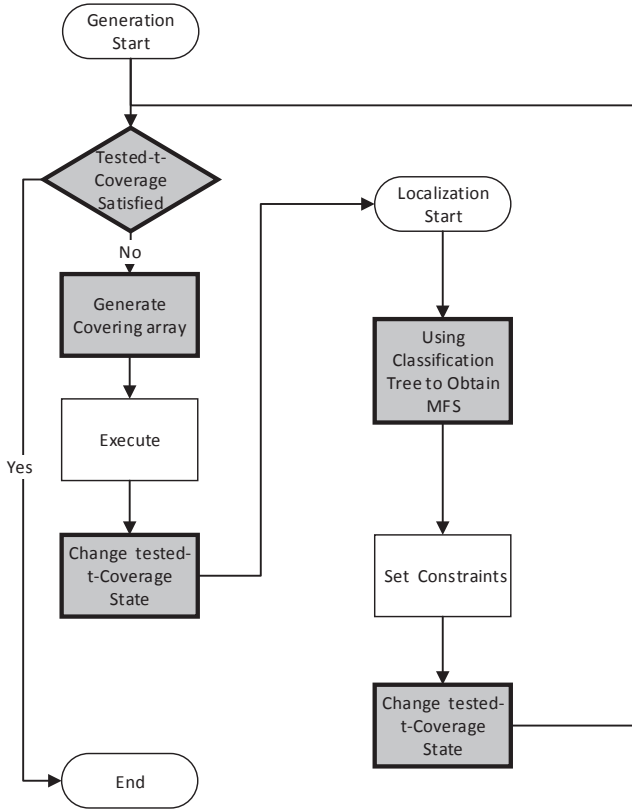 Generation
Start
Tested-t-
Coverage
Satisfied
No
Generate
Covering array
Execute
Yes
Change tested-
t-Coverage
State
End
Localization
Start
Using
Classification
Tree to Obtain
MFS
Set Constraints
Change tested-
t-Coverage
State